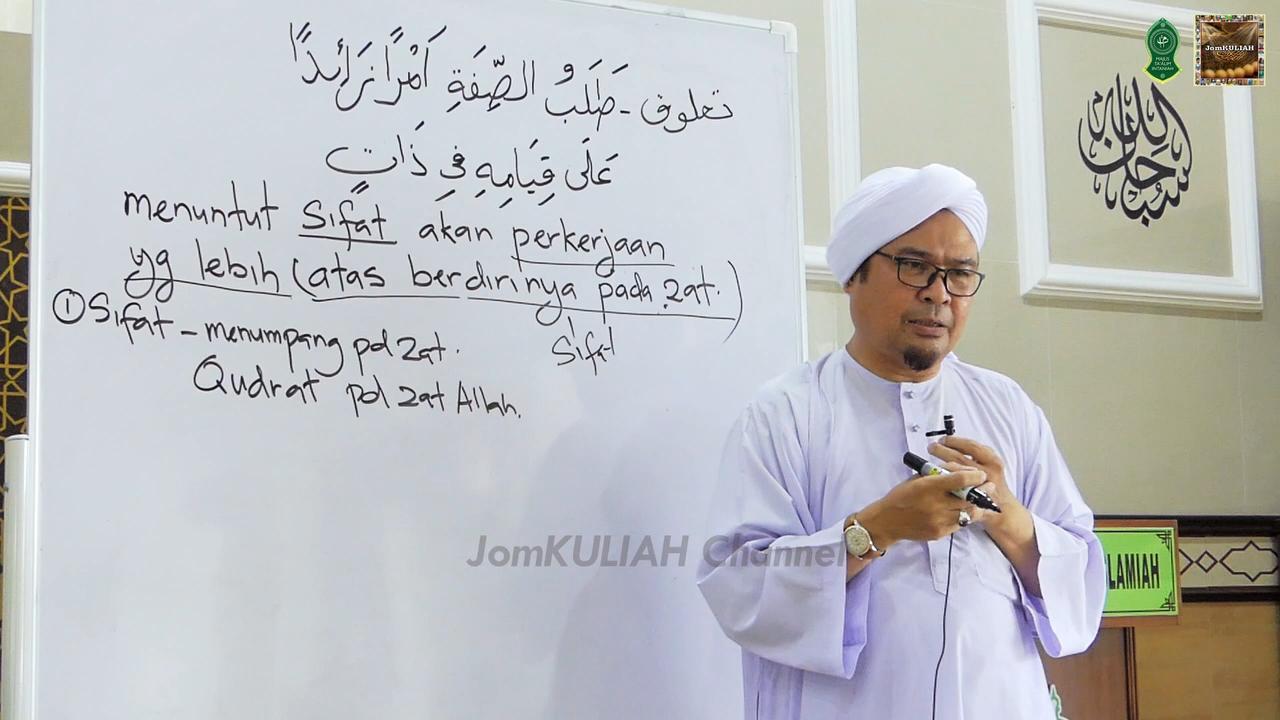 تعلوق - طَلَبُ الصِّفَةِ اَمْرًا زَائِدًا
عَلَى قِيَامِهِ فِي ذَاتٍ
menuntut Sifat akan perkerjaan
yg lebih (atas berdirinya pada zat.)
① Sifat - menumpang pd zat.
Sifat
Qudrat pd zat Allah.
JomKULIAH Channel
JomKULIAH
LAMIAH
سبحان الله